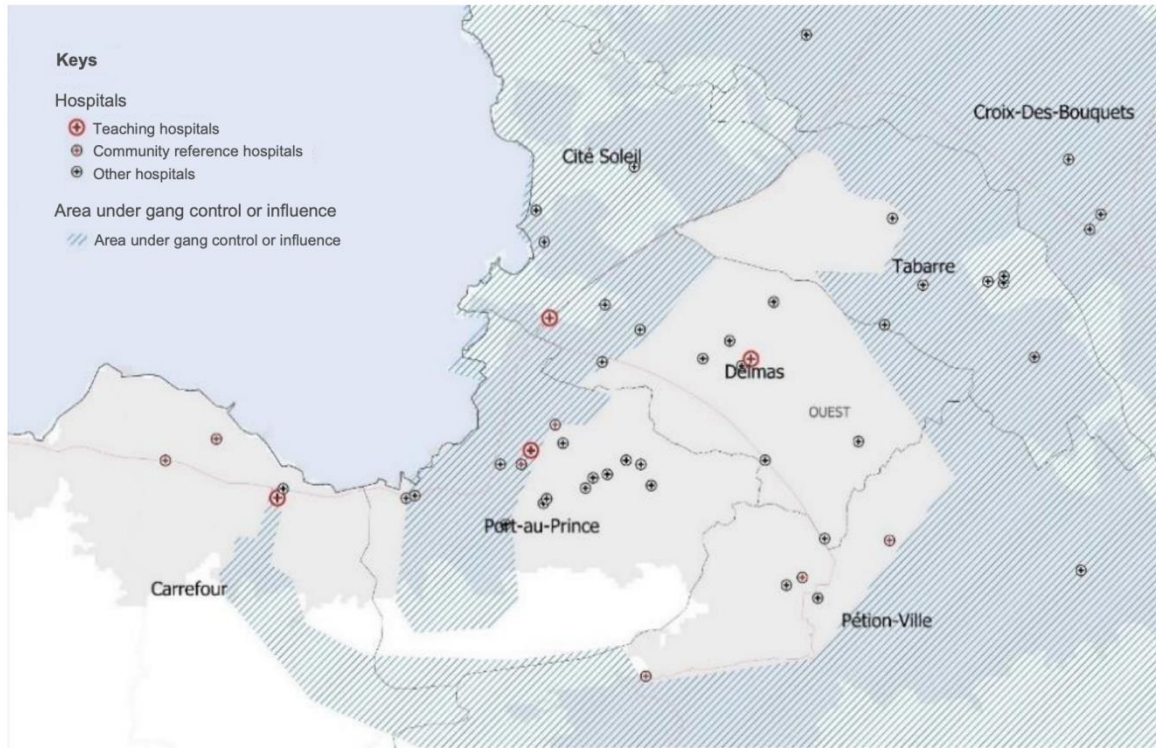 Keys
Hospitals
Teaching hospitals
Community reference hospitals
Other hospitals
Area under gang control or influence
Area under gang control or influence
Croix-Des-Bouquets
Cité Soleil
Tabarre
Delmas
OUEST
Port-au-Prince
Carrefour
Pétion-Ville